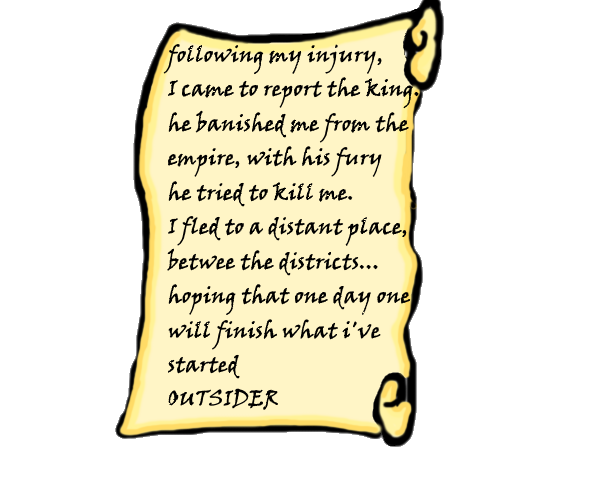 following my injury,
I came to report the king.
he banished me from the
empire, with his fury
he tried to kill me.
I fled to a distant place,
betwee the districts...
hoping that one day one
will finish what i've
started
OUTSIDER